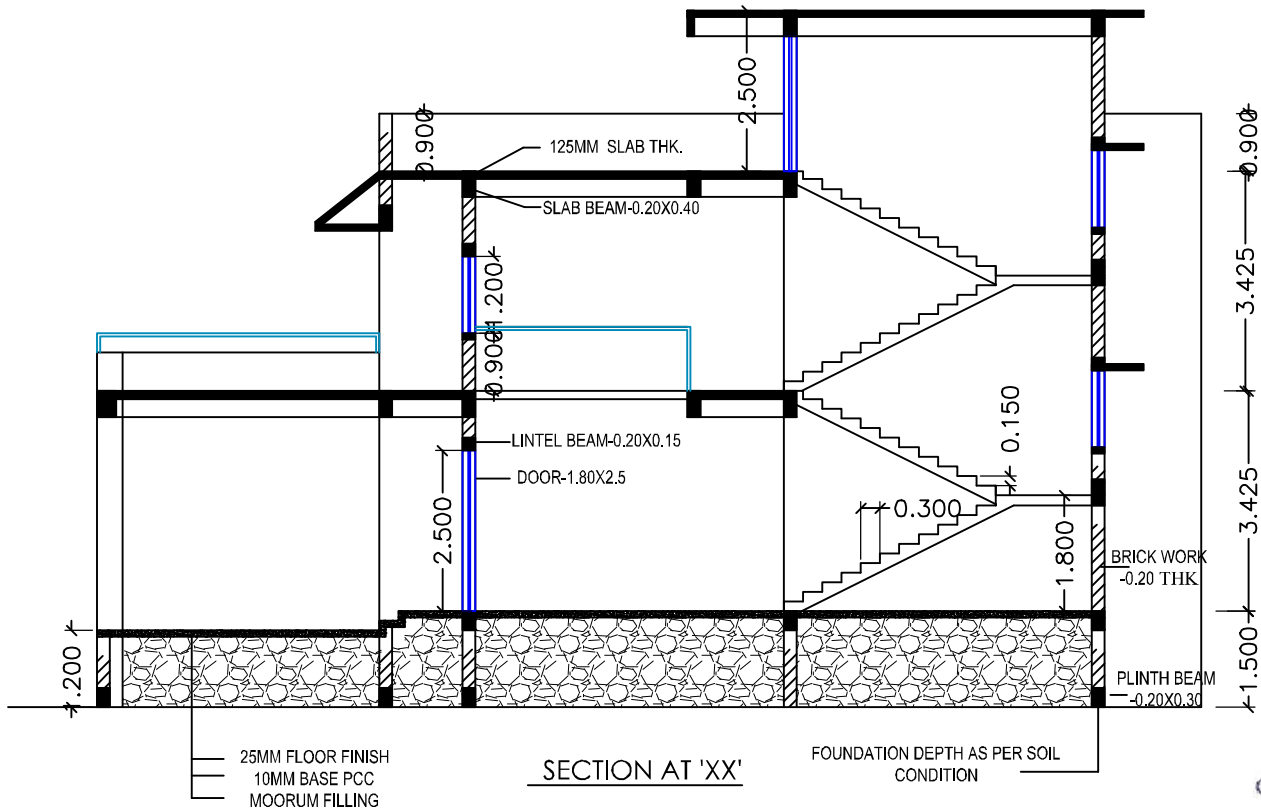 2.500
0.900
125MM SLAB THK.
0.900
SLAB BEAM-0.20X0.40
1.200
3.425
0.900
LINTEL BEAM-0.20X0.15
0.150
DOOR-1.80X2.5
0.300
2.500
3.425
1.800
BRICK WORK
-0.20 THK
1.200
1.500
PLINTH BEAM
-0.20X0.30
25MM FLOOR FINISH
10MM BASE PCC
MOORUM FILLING
SECTION AT 'XX'
FOUNDATION DEPTH AS PER SOIL
CONDITION